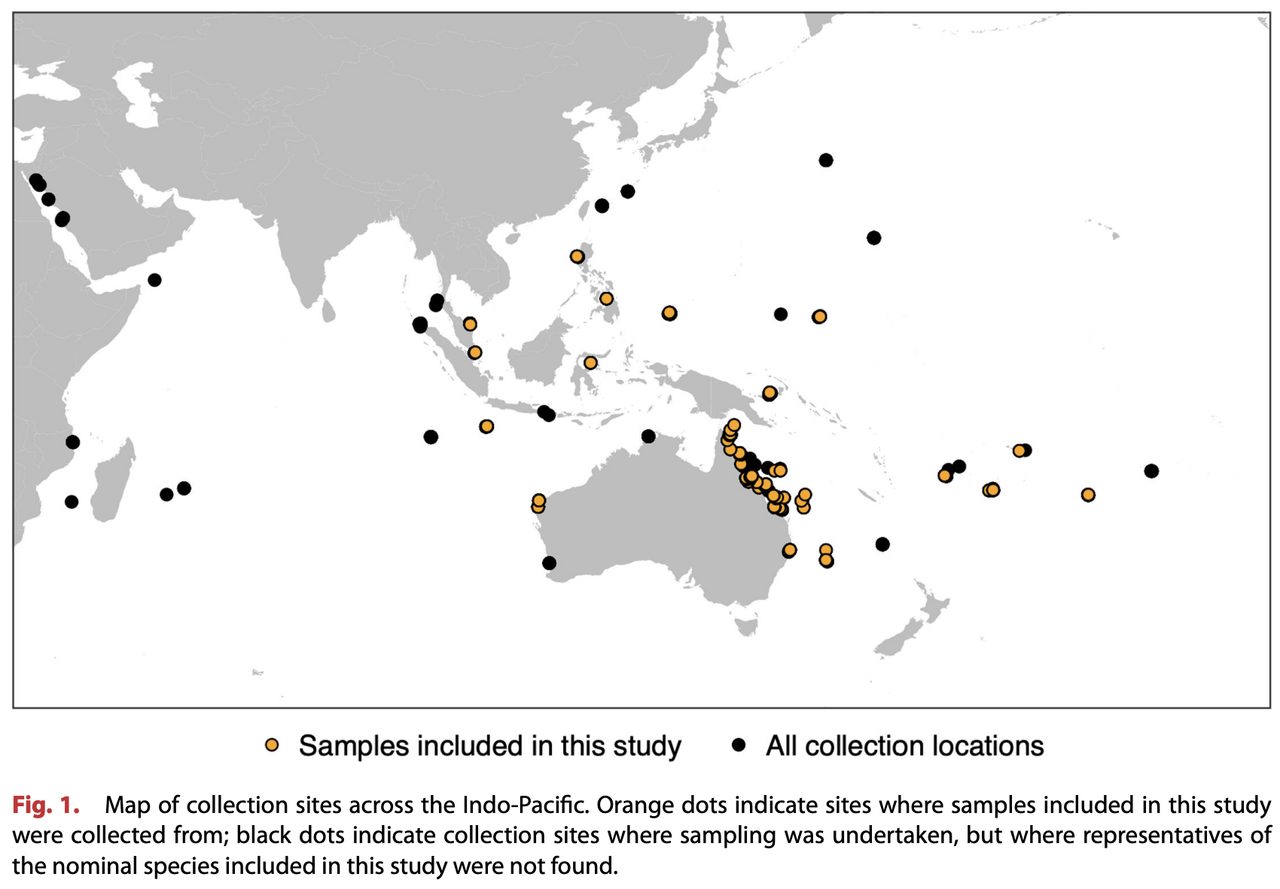 Samples included in this study
All collection locations
Fig. 1. Map of collection sites across the Indo-Pacific. Orange dots indicate sites where samples included in this study
were collected from; black dots indicate collection sites where sampling was undertaken, but where representatives of
the nominal species included in this study were not found.